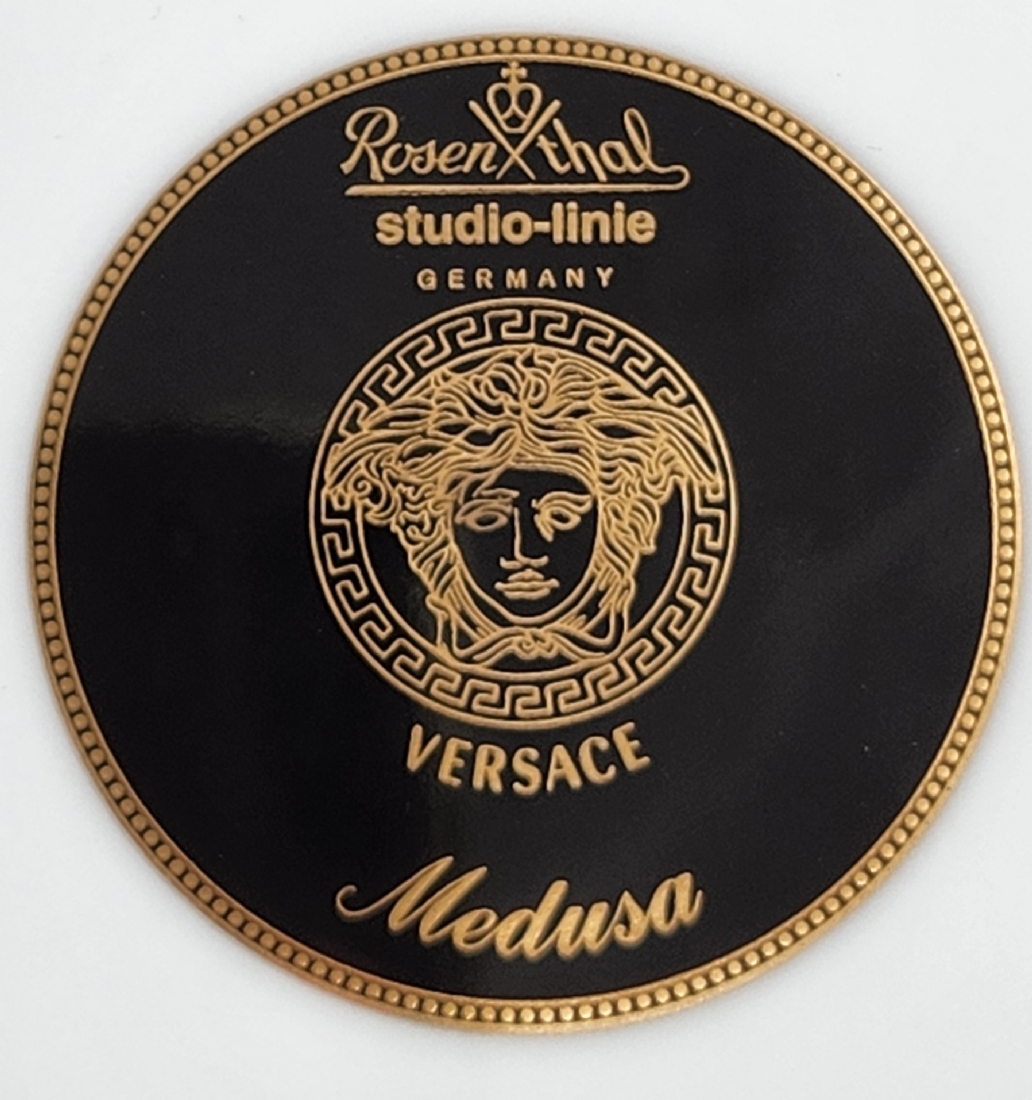 Rosenthal
studio-linie
GERMANY
VERSACE
Medusa